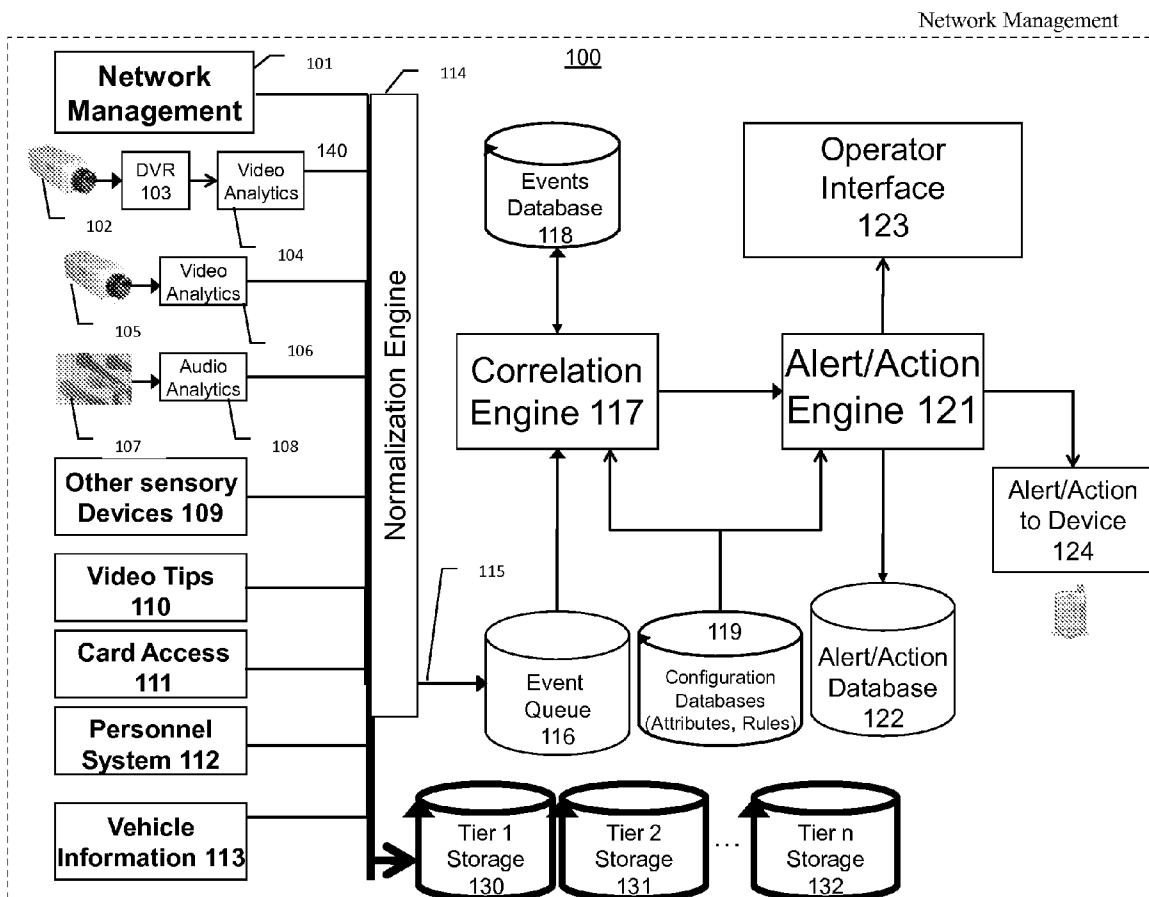 Network Management
100
101
Network
Management
114
140
DVR
103
Video
Analytics
102
104
Video
Analytics
105
106
Audio
Analytics
107
108
Other sensory
Devices 109
Video Tips
110
Card Access
111
Personnel
System 112
Vehicle
Information 113
Normalization Engine
115
Events
Database
118
Operator
Interface
123
Correlation
Engine 117
Alert/Action
Engine 121
Alert/Action
to Device
124
Event
Queue
116
119
Configuration
Databases
(Attributes, Rules)
Alert/Action
Database
122
Tier 1
Storage
130
Tier 2
Storage
131
...
Tier n
Storage
132